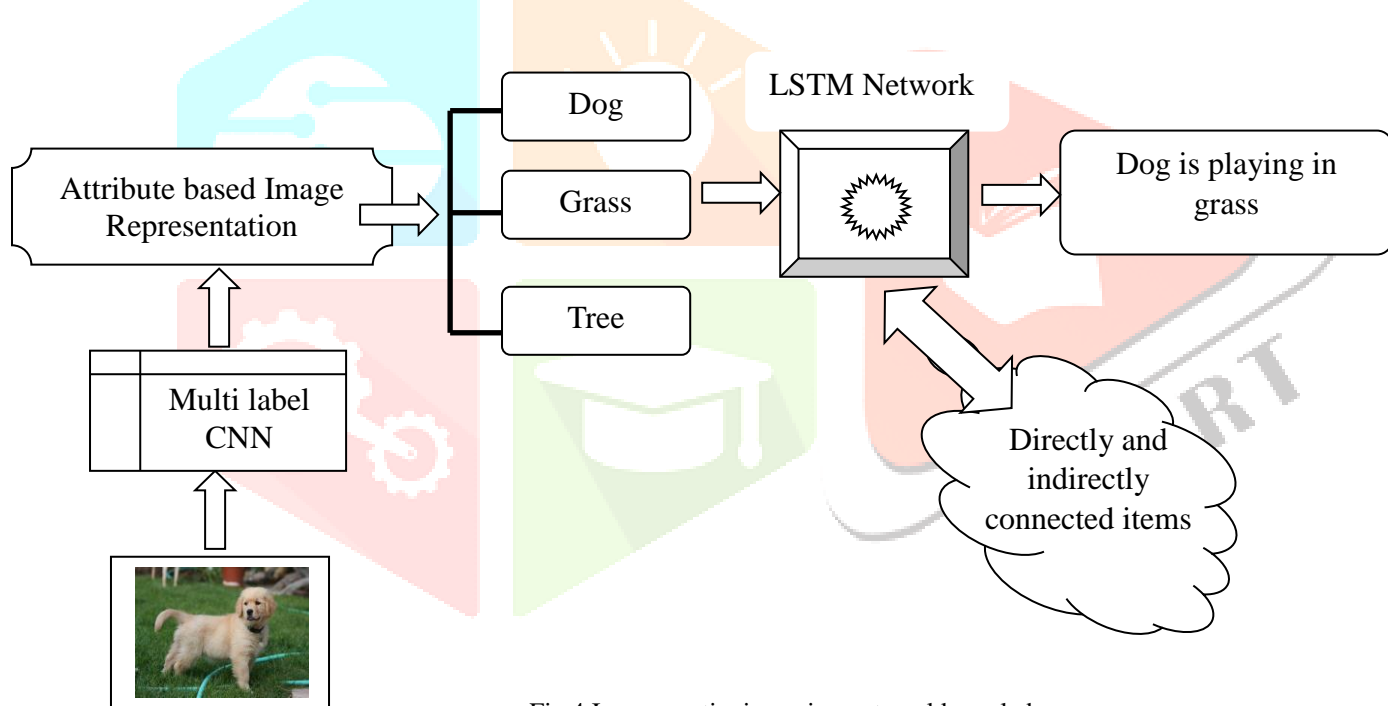 LSTM Network
Dog
Attribute based Image
Representation
Grass
Dog is playing in
grass
Tree
Multi label
CNN
Directly and
indirectly
connected items
RT